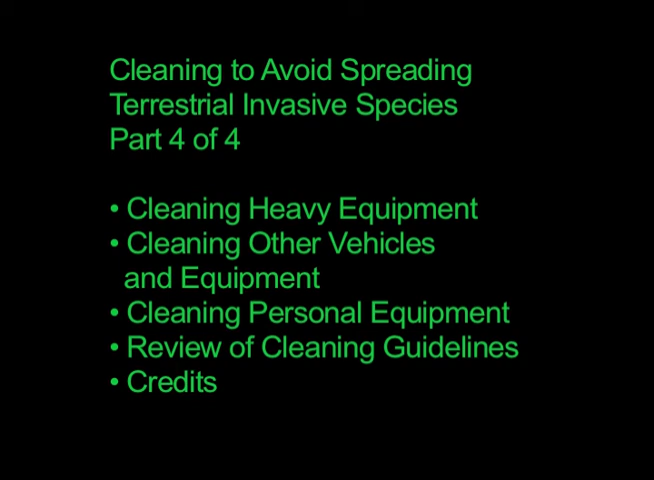 Cleaning to Avoid Spreading
Terrestrial Invasive Species
Part 4 of 4
• Cleaning Heavy Equipment
• Cleaning Other Vehicles
and Equipment
• Cleaning Personal Equipment
• Review of Cleaning Guidelines
• Credits